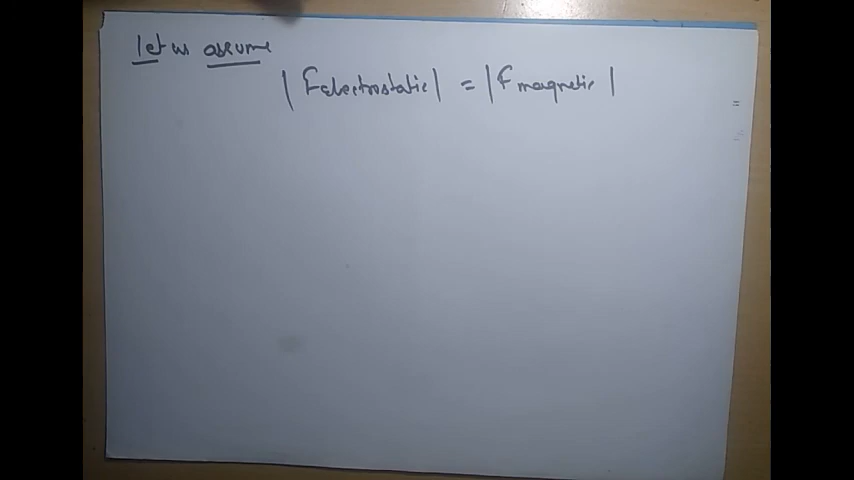 let us assume
|Felectrostatic| = |Fmagnetic|